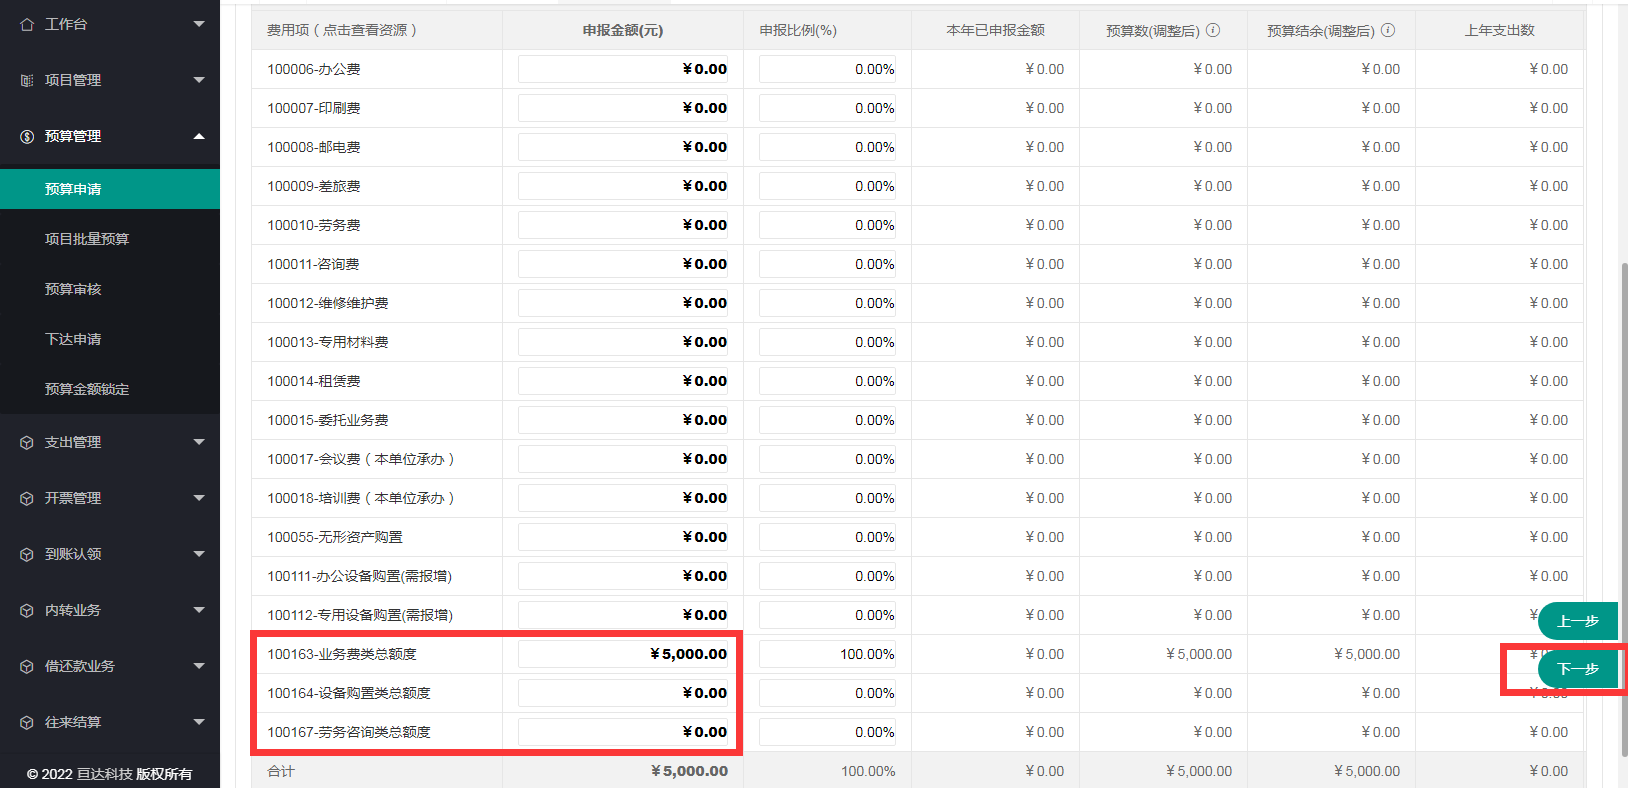 工作台
项目管理
预算管理
预算申请
项目批量预算
预算审核
下达申请
预算金额锁定
支出管理
开票管理
到账认领
内转业务
借还款业务
往来结算
© 2022 亘达科技 版权所有
费用项（点击查看资源） 申报金额(元) 申报比例(%) 本年已申报金额 预算数(调整后) 预算结余(调整后) 上年支出数
100006-办公费 ¥0.00 0.00% ¥0.00 ¥0.00 ¥0.00 ¥0.00
100007-印刷费 ¥0.00 0.00% ¥0.00 ¥0.00 ¥0.00 ¥0.00
100008-邮电费 ¥0.00 0.00% ¥0.00 ¥0.00 ¥0.00 ¥0.00
100009-差旅费 ¥0.00 0.00% ¥0.00 ¥0.00 ¥0.00 ¥0.00
100010-劳务费 ¥0.00 0.00% ¥0.00 ¥0.00 ¥0.00 ¥0.00
100011-咨询费 ¥0.00 0.00% ¥0.00 ¥0.00 ¥0.00 ¥0.00
100012-维修维护费 ¥0.00 0.00% ¥0.00 ¥0.00 ¥0.00 ¥0.00
100013-专用材料费 ¥0.00 0.00% ¥0.00 ¥0.00 ¥0.00 ¥0.00
100014-租赁费 ¥0.00 0.00% ¥0.00 ¥0.00 ¥0.00 ¥0.00
100015-委托业务费 ¥0.00 0.00% ¥0.00 ¥0.00 ¥0.00 ¥0.00
100017-会议费（本单位承办） ¥0.00 0.00% ¥0.00 ¥0.00 ¥0.00 ¥0.00
100018-培训费（本单位承办） ¥0.00 0.00% ¥0.00 ¥0.00 ¥0.00 ¥0.00
100055-无形资产购置 ¥0.00 0.00% ¥0.00 ¥0.00 ¥0.00 ¥0.00
100111-办公设备购置(需报增) ¥0.00 0.00% ¥0.00 ¥0.00 ¥0.00 ¥0.00
100112-专用设备购置(需报增) ¥0.00 0.00% ¥0.00 ¥0.00 ¥0.00 ¥
上一步
100163-业务费类总额度 ¥5,000.00 100.00% ¥0.00 ¥5,000.00 ¥5,000.00 ¥
下一步
100164-设备购置类总额度 ¥0.00 0.00% ¥0.00 ¥0.00 ¥0.00 ¥0.00
100167-劳务咨询类总额度 ¥0.00 0.00% ¥0.00 ¥0.00 ¥0.00 ¥0.00
合计 ¥5,000.00 100.00% ¥0.00 ¥5,000.00 ¥5,000.00 ¥0.00